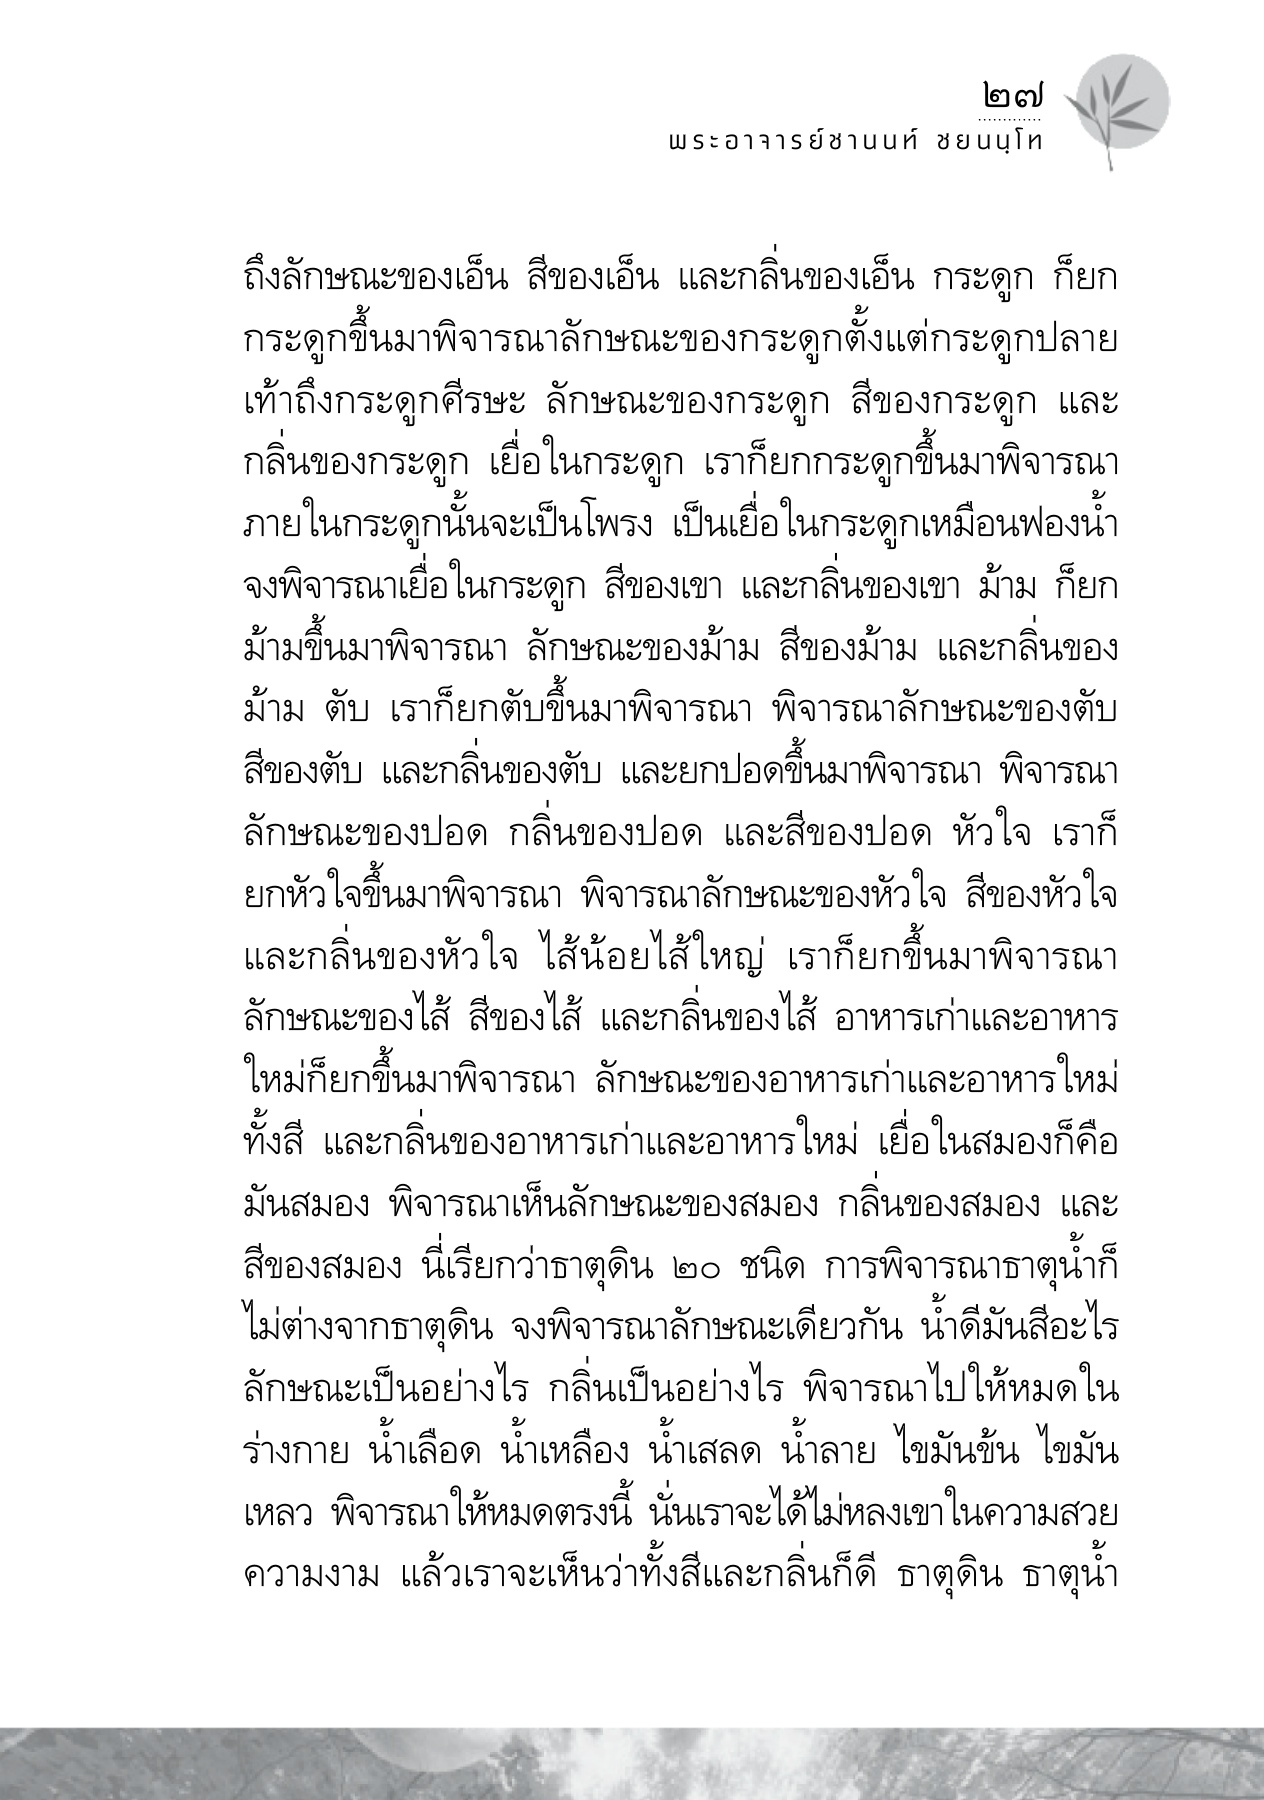 ๒๗
พระอาจารย์ชานนท์ ชยนนฺโท
ถึงลักษณะของเอ็น สีของเอ็น และกลิ่นของเอ็น กระดูก ก็ยก
กระดูกขึ้นมาพิจารณาลักษณะของกระดูกตั้งแต่กระดูกปลาย
เท้าถึงกระดูกศีรษะ ลักษณะของกระดูก สีของกระดูก และ
กลิ่นของกระดูก เยื่อในกระดูก เราก็ยกกระดูกขึ้นมาพิจารณา
ภายในกระดูกนั้นจะเป็นโพรง เป็นเยื่อในกระดูกเหมือนฟองน้ำ
จงพิจารณาเยื่อในกระดูก สีของเขา และกลิ่นของเขา ม้าม ก็ยก
ม้ามขึ้นมาพิจารณา ลักษณะของม้าม สีของม้าม และกลิ่นของ
ม้าม ตับ เราก็ยกตับขึ้นมาพิจารณา พิจารณาลักษณะของตับ
สีของตับ และกลิ่นของตับ และยกปอดขึ้นมาพิจารณา พิจารณา
ลักษณะของปอด กลิ่นของปอด และสีของปอด หัวใจ เราก็
ยกหัวใจขึ้นมาพิจารณา พิจารณาลักษณะของหัวใจ สีของหัวใจ
และกลิ่นของหัวใจ ไส้น้อยไส้ใหญ่ เราก็ยกขึ้นมาพิจารณา
ลักษณะของไส้ สีของไส้ และกลิ่นของไส้ อาหารเก่าและอาหาร
ใหม่ก็ยกขึ้นมาพิจารณา ลักษณะของอาหารเก่าและอาหารใหม่
ทั้งสี และกลิ่นของอาหารเก่าและอาหารใหม่ เยื่อในสมองก็คือ
มันสมอง พิจารณาเห็นลักษณะของสมอง กลิ่นของสมอง และ
สีของสมอง นี่เรียกว่าธาตุดิน ๒๐ ชนิด การพิจารณาธาตุน้ำก็
ไม่ต่างจากธาตุดิน จงพิจารณาลักษณะเดียวกัน น้ำดีมันสีอะไร
ลักษณะเป็นอย่างไร กลิ่นเป็นอย่างไร พิจารณาไปให้หมดใน
ร่างกาย น้ำเลือด น้ำเหลือง น้ำเสลด น้ำลาย ไขมันข้น ไขมัน
เหลว พิจารณาให้หมดตรงนี้ นั่นเราจะได้ไม่หลงเขาในความสวย
ความงาม แล้วเราจะเห็นว่าทั้งสีและกลิ่นก็ดี ธาตุดิน ธาตุน้ำ